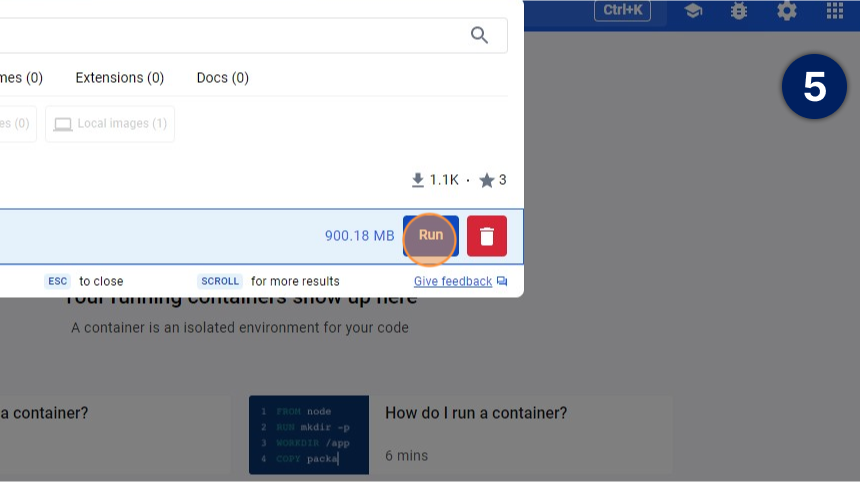 Ctrl+K
5
mes (0) Extensions (0) Docs (0)
es (0) Local images (1)
1.1K · 3
900.18 MB Run
ESC to close SCROLL for more results Give feedback
Your running containers show up here
A container is an isolated environment for your code
a container?
How do I run a container?
6 mins
1 FROM node
2 RUN mkdir -p
3 WORKDIR /app
4 COPY packa